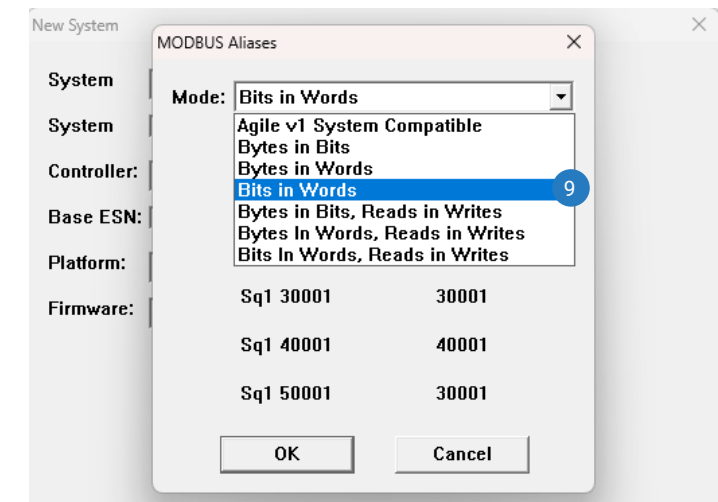 New System
MODBUS Aliases
System
Mode: Bits in Words
Agile v1 System Compatible
System
Bytes in Bits
Bytes in Words
Controller:
Bits in Words 9
Base ESN:
Bytes in Bits, Reads in Writes
Bytes In Words, Reads in Writes
Platform:
Bits In Words, Reads in Writes
Sq1 30001 30001
Firmware:
Sq1 40001 40001
Sq1 50001 30001
OK Cancel